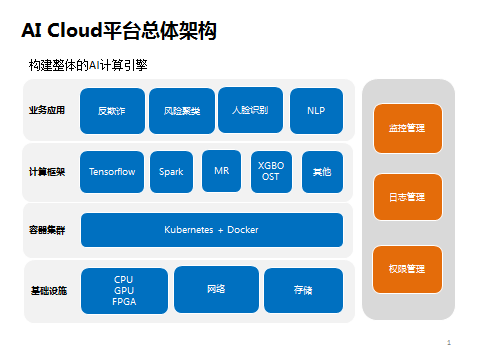 AI Cloud平台总体架构
构建整体的AI计算引擎
业务应用
反欺诈
风险聚类
人脸识别
NLP
监控管理
计算框架
Tensorflow
Spark
MR
XGBO
OST
其他
日志管理
容器集群
Kubernetes + Docker
权限管理
基础设施
CPU
GPU
FPGA
网络
存储
1